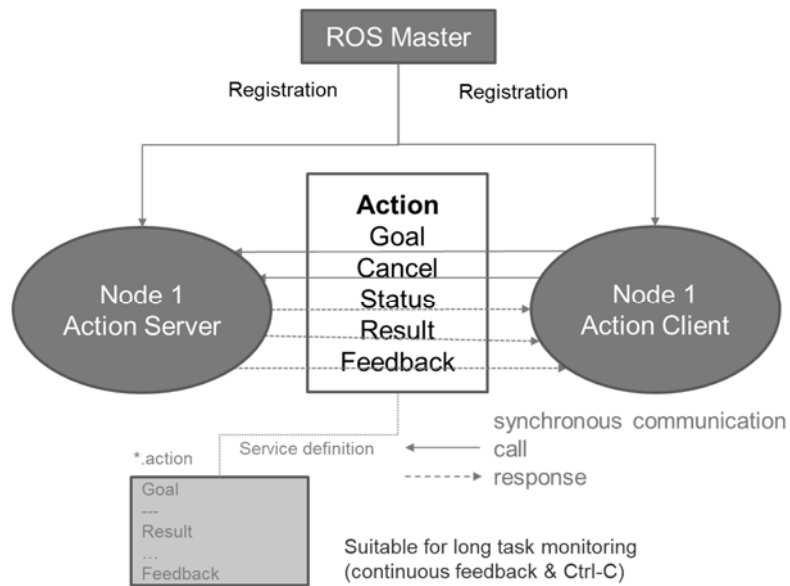 ROS Master
Registration
Registration
Action
Goal
Cancel
Status
Result
Feedback
Node 1
Action Server
Node 1
Action Client
synchronous communication
call
response
Service definition
*.action
Goal
---
Result
...
Feedback
Suitable for long task monitoring
(continuous feedback & Ctrl-C)